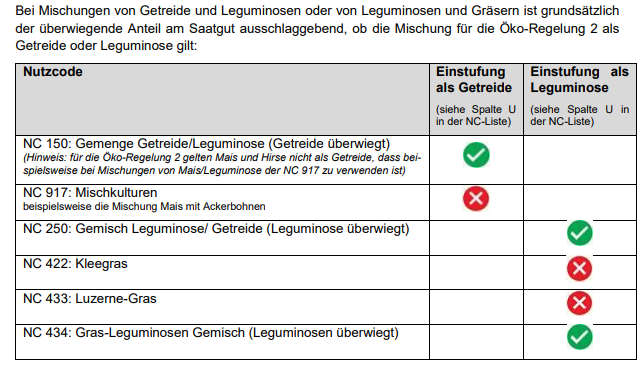 Bei Mischungen von Getreide und Leguminosen oder von Leguminosen und Gräsern ist grundsätzlich
der überwiegende Anteil am Saatgut ausschlaggebend, ob die Mischung für die Öko-Regelung 2 als
Getreide oder Leguminose gilt:
Nutzcode
Einstufung
als Getreide
(siehe Spalte U
in der NC-Liste)
Einstufung als
Leguminose
(siehe Spalte U in
der NC-Liste)
NC 150: Gemenge Getreide/Leguminose (Getreide überwiegt)
(Hinweis: für die Öko-Regelung 2 gelten Mais und Hirse nicht als Getreide, dass bei-
spielsweise bei Mischungen von Mais/Leguminose der NC 917 zu verwenden ist)
NC 917: Mischkulturen
beispielsweise die Mischung Mais mit Ackerbohnen
NC 250: Gemisch Leguminose/ Getreide (Leguminose überwiegt)
NC 422: Kleegras
NC 433: Luzerne-Gras
NC 434: Gras-Leguminosen Gemisch (Leguminosen überwiegt)